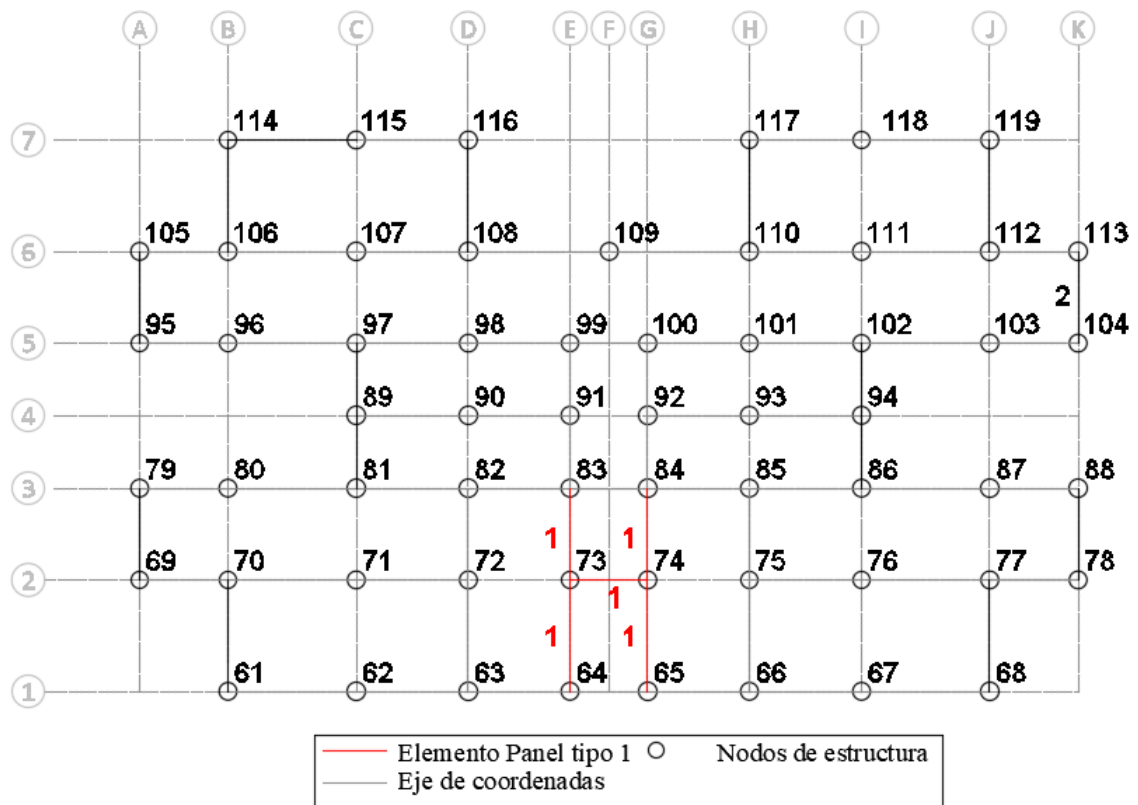 A B C D E F G H I J K
114 115 116 117 118 119
7
105 106 107 108 109 110 111 112 113
6
2
95 96 97 98 99 100 101 102 103 104
5
89 90 91 92 93 94
4
79 80 81 82 83 84 85 86 87 88
3
1 1
69 70 71 72 73 74 75 76 77 78
2
1
1 1
61 62 63 64 65 66 67 68
1
Elemento Panel tipo 1 Nodos de estructura
Eje de coordenadas